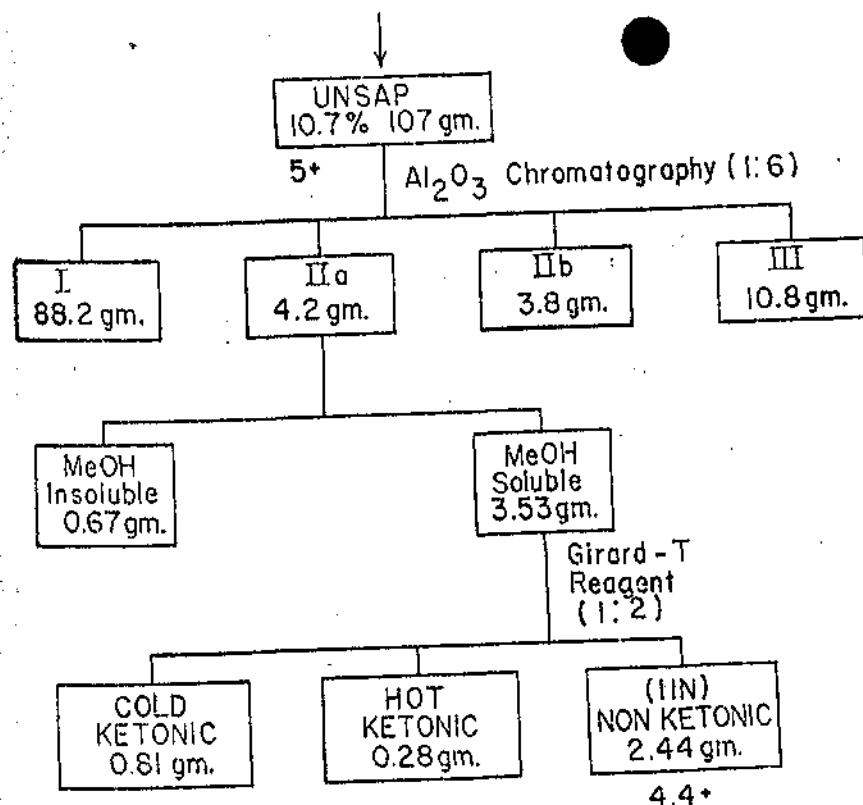 UNSAP
10.7% 107 gm.
5+
Al2O3 Chromatography (1:6)
I
88.2 gm.
IIa
4.2 gm.
IIb
3.8 gm.
III
10.8 gm.
MeOH
Insoluble
0.67 gm.
MeOH
Soluble
3.53 gm.
Girard - T
Reagent
(1:2)
COLD
KETONIC
0.81 gm.
HOT
KETONIC
0.28 gm.
(IIN)
NON KETONIC
2.44 gm.
4.4+